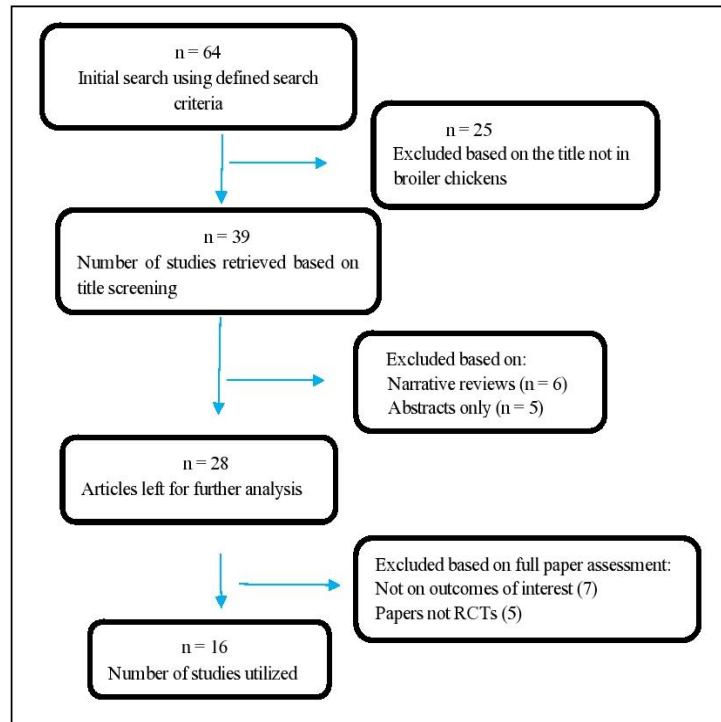 n = 64
Initial search using defined search
criteria
n = 25
Excluded based on the title not in
broiler chickens
n = 39
Number of studies retrieved based on
title screening
Excluded based on:
Narrative reviews (n = 6)
Abstracts only (n = 5)
n = 28
Articles left for further analysis
Excluded based on full paper assessment:
Not on outcomes of interest (7)
Papers not RCTs (5)
n = 16
Number of studies utilized